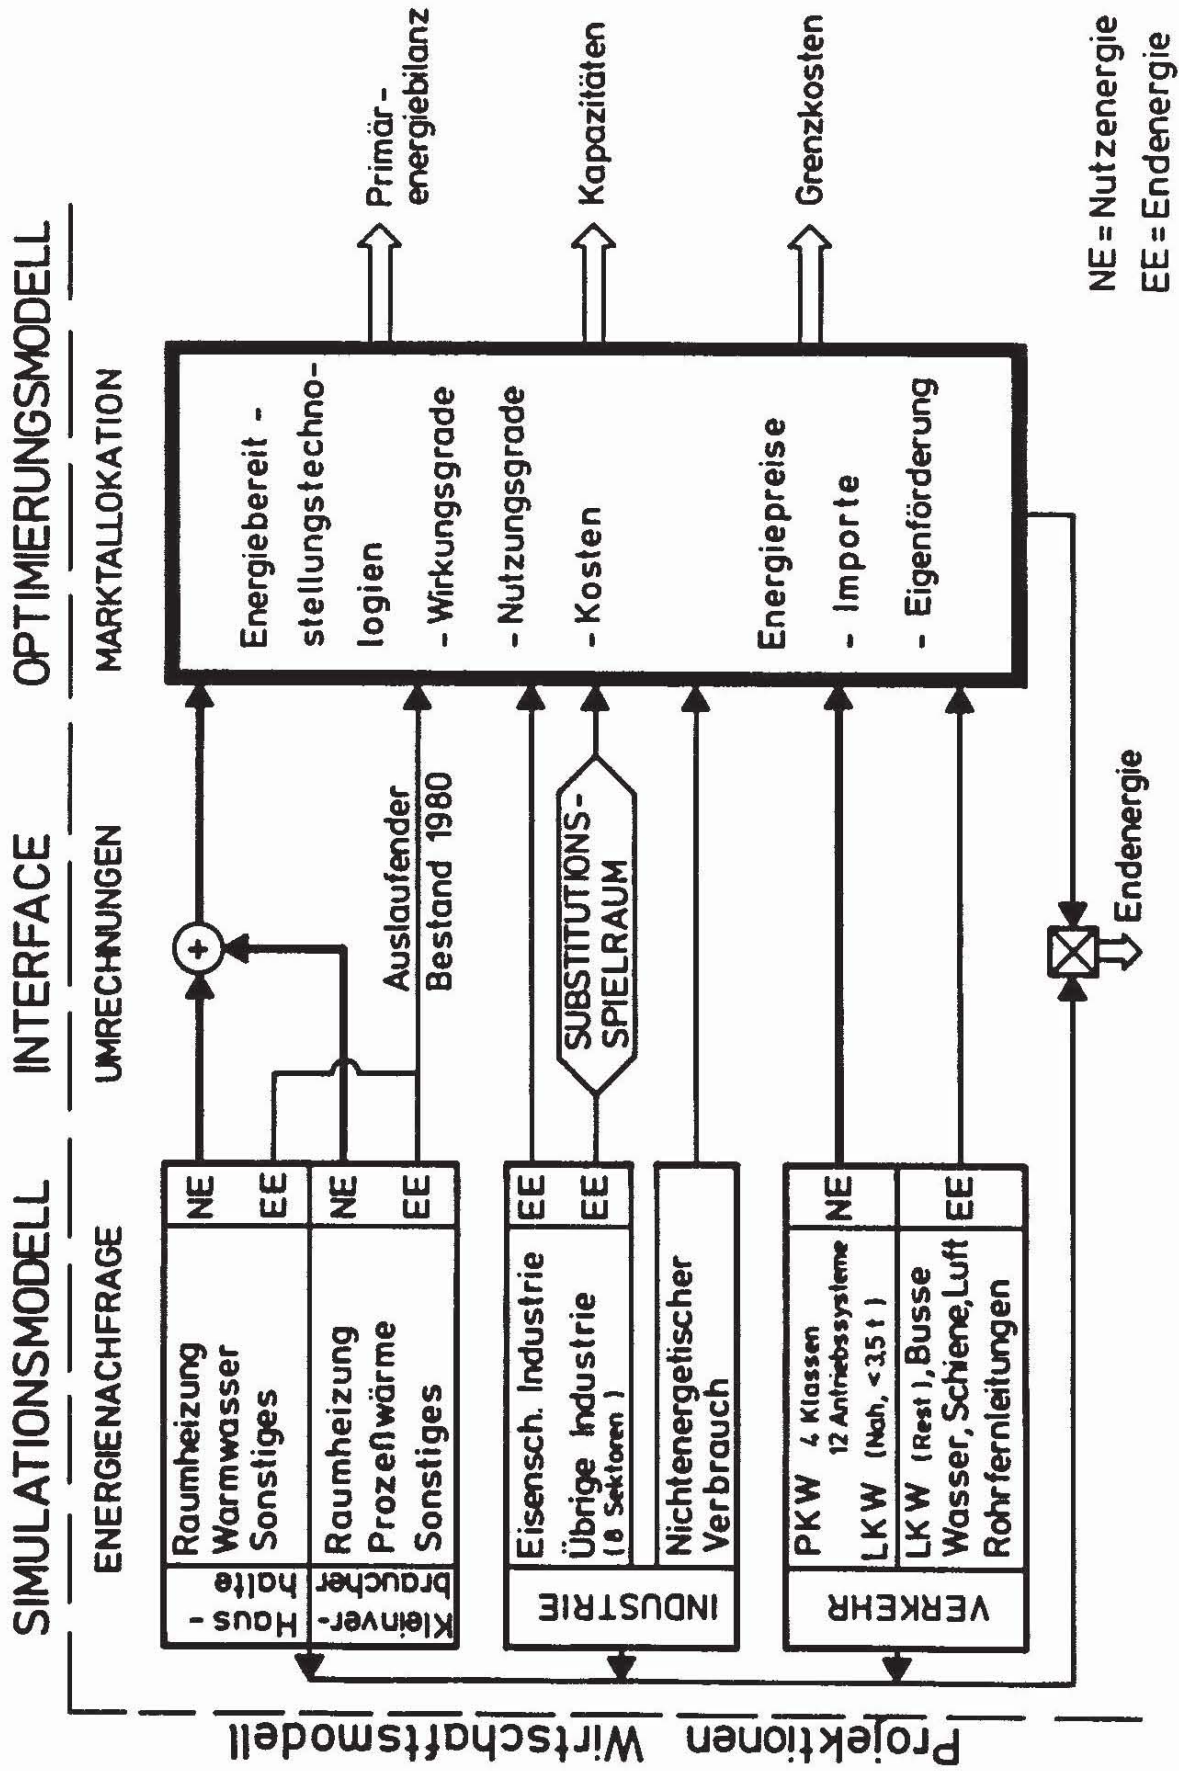 SIMULATIONSMODELL INTERFACE OPTIMIERUNGSMODELL
ENERGIENACHFRAGE UMRECHNUNGEN MARKTALLOKATION
Projektionen Wirtschaftsmodell
Haus-
halte
Raumheizung
Warmwasser
Sonstiges
NE
EE
Kleinver-
braucher
Raumheizung
Prozeßwärme
Sonstiges
NE
EE
+
Auslaufender
Bestand 1980
INDUSTRIE
Eisensch. Industrie
EE
Übrige Industrie
(8 Sektoren)
EE
Nichtenergetischer
Verbrauch
SUBSTITUTIONS-
SPIELRAUM
VERKEHR
PKW 4 Klassen
12 Antriebssysteme
LKW (Nah, <3,5 t)
NE
LKW (Rest), Busse
Wasser, Schiene, Luft
Rohrfernleitungen
EE
Energiebereit-
stellungstechno-
logien
- Wirkungsgrade
- Nutzungsgrade
- Kosten
Energiepreise
- Importe
- Eigenförderung
Primär-
energiebilanz
Kapazitäten
Grenzkosten
Endenergie
NE = Nutzenergie
EE = Endenergie